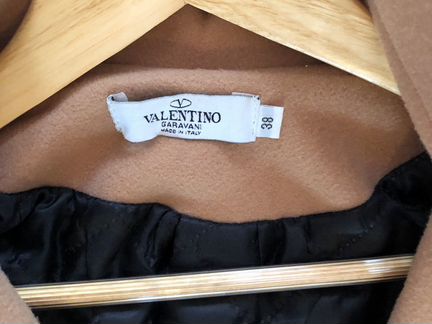 VALENTINO
GARAVANI
MADE IN ITALY
38